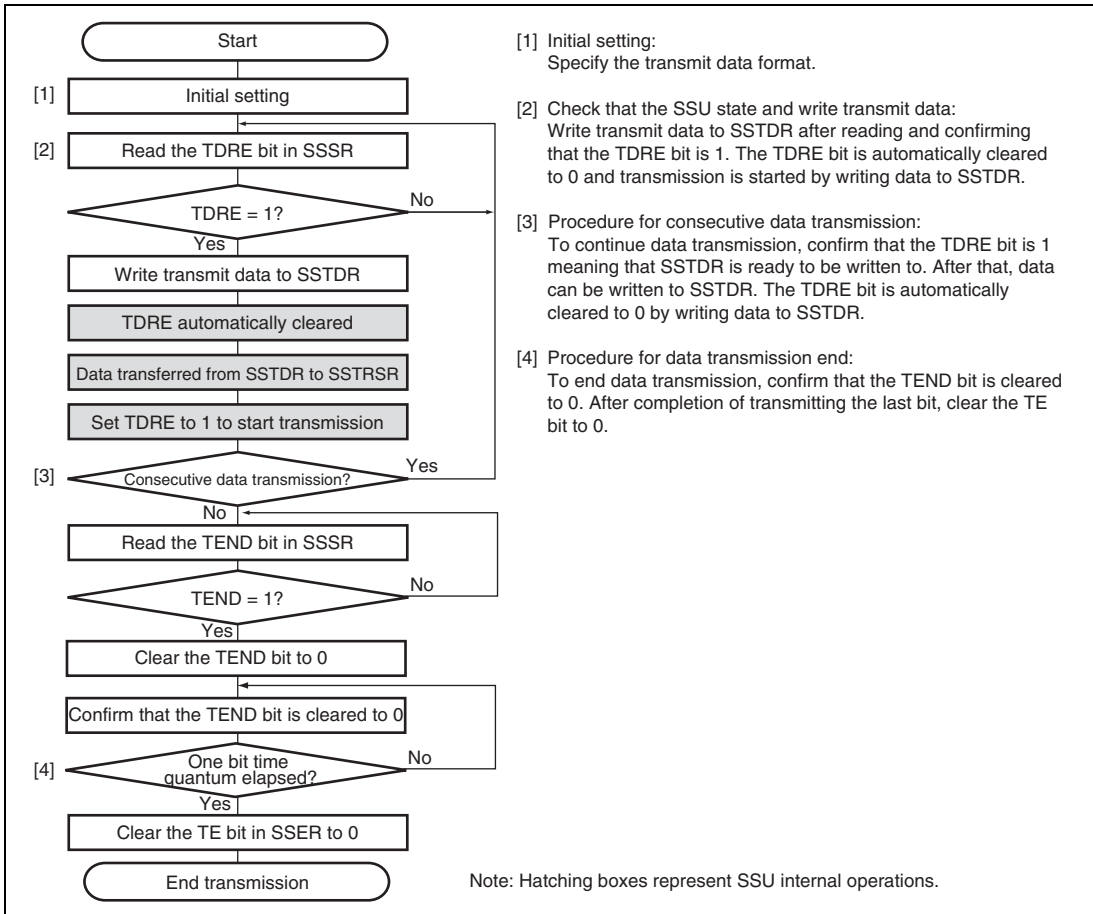 Start
[1] Initial setting
[2] Read the TDRE bit in SSSR
TDRE = 1?
No
Yes
Write transmit data to SSTDR
TDRE automatically cleared
Data transferred from SSTDR to SSTRSR
Set TDRE to 1 to start transmission
[3] Consecutive data transmission?
Yes
No
Read the TEND bit in SSSR
TEND = 1?
No
Yes
Clear the TEND bit to 0
Confirm that the TEND bit is cleared to 0
[4] One bit time
quantum elapsed?
No
Yes
Clear the TE bit in SSER to 0
End transmission
[1] Initial setting:
Specify the transmit data format.
[2] Check that the SSU state and write transmit data:
Write transmit data to SSTDR after reading and confirming
that the TDRE bit is 1. The TDRE bit is automatically cleared
to 0 and transmission is started by writing data to SSTDR.
[3] Procedure for consecutive data transmission:
To continue data transmission, confirm that the TDRE bit is 1
meaning that SSTDR is ready to be written to. After that, data
can be written to SSTDR. The TDRE bit is automatically
cleared to 0 by writing data to SSTDR.
[4] Procedure for data transmission end:
To end data transmission, confirm that the TEND bit is cleared
to 0. After completion of transmitting the last bit, clear the TE
bit to 0.
Note: Hatching boxes represent SSU internal operations.